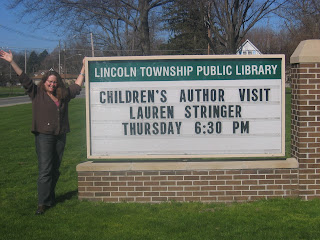 LINCOLN TOWNSHIP PUBLIC LIBRARY
CHILDREN'S AUTHOR VISIT
LAUREN STRINGER
THURSDAY 6:30 PM